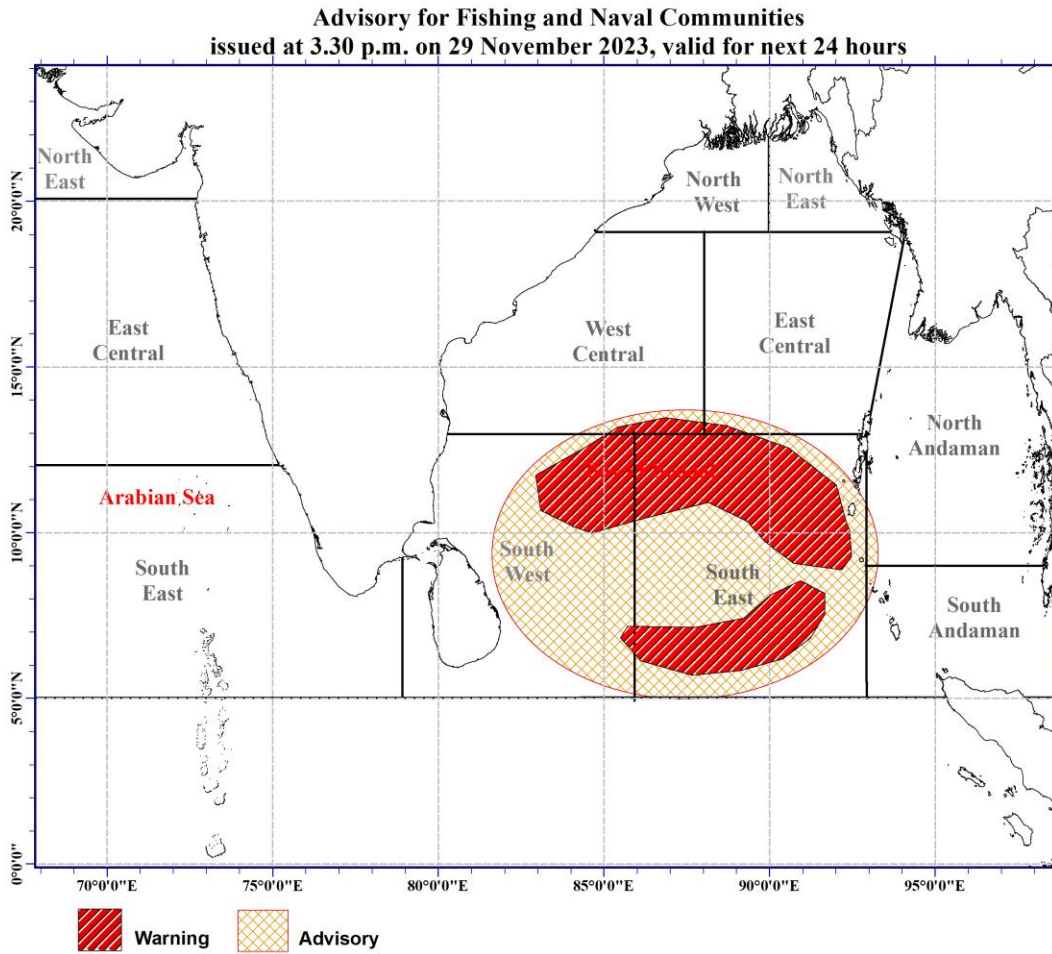 Advisory for Fishing and Naval Communities
issued at 3.30 p.m. on 29 November 2023, valid for next 24 hours
North
East
North
West
North
East
East
Central
West
Central
East
Central
North
Andaman
Arabian Sea
South
East
South
West
South
East
South
Andaman
20°0'0"N
15°0'0"N
10°0'0"N
5°0'0"N
0°0'0"
70°0'0"E
75°0'0"E
80°0'0"E
85°0'0"E
90°0'0"E
95°0'0"E
Warning
Advisory